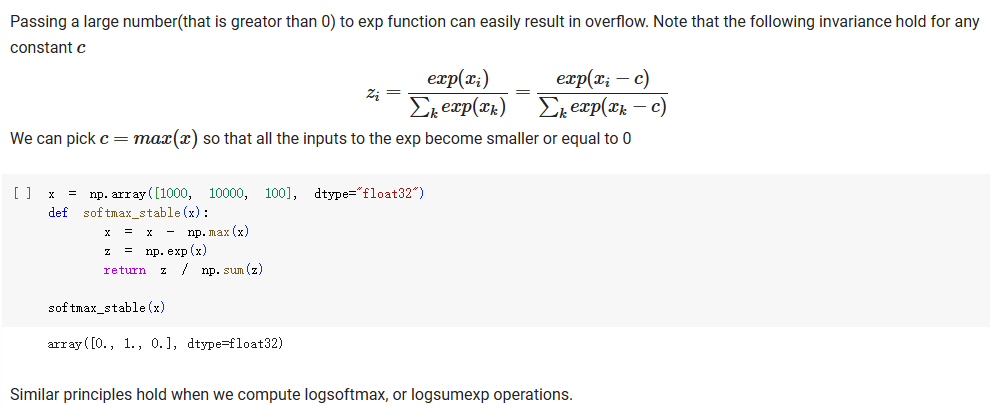 Passing a large number(that is greator than 0) to exp function can easily result in overflow. Note that the following invariance hold for any
constant c
z_i = exp(x_i) / ∑_k exp(x_k) = exp(x_i − c) / ∑_k exp(x_k − c)
We can pick c = max(x) so that all the inputs to the exp become smaller or equal to 0
[ ] x = np.array([1000, 10000, 100], dtype="float32")
def softmax_stable(x):
x = x - np.max(x)
z = np.exp(x)
return z / np.sum(z)
softmax_stable(x)
array([0., 1., 0.], dtype=float32)
Similar principles hold when we compute logsoftmax, or logsumexp operations.